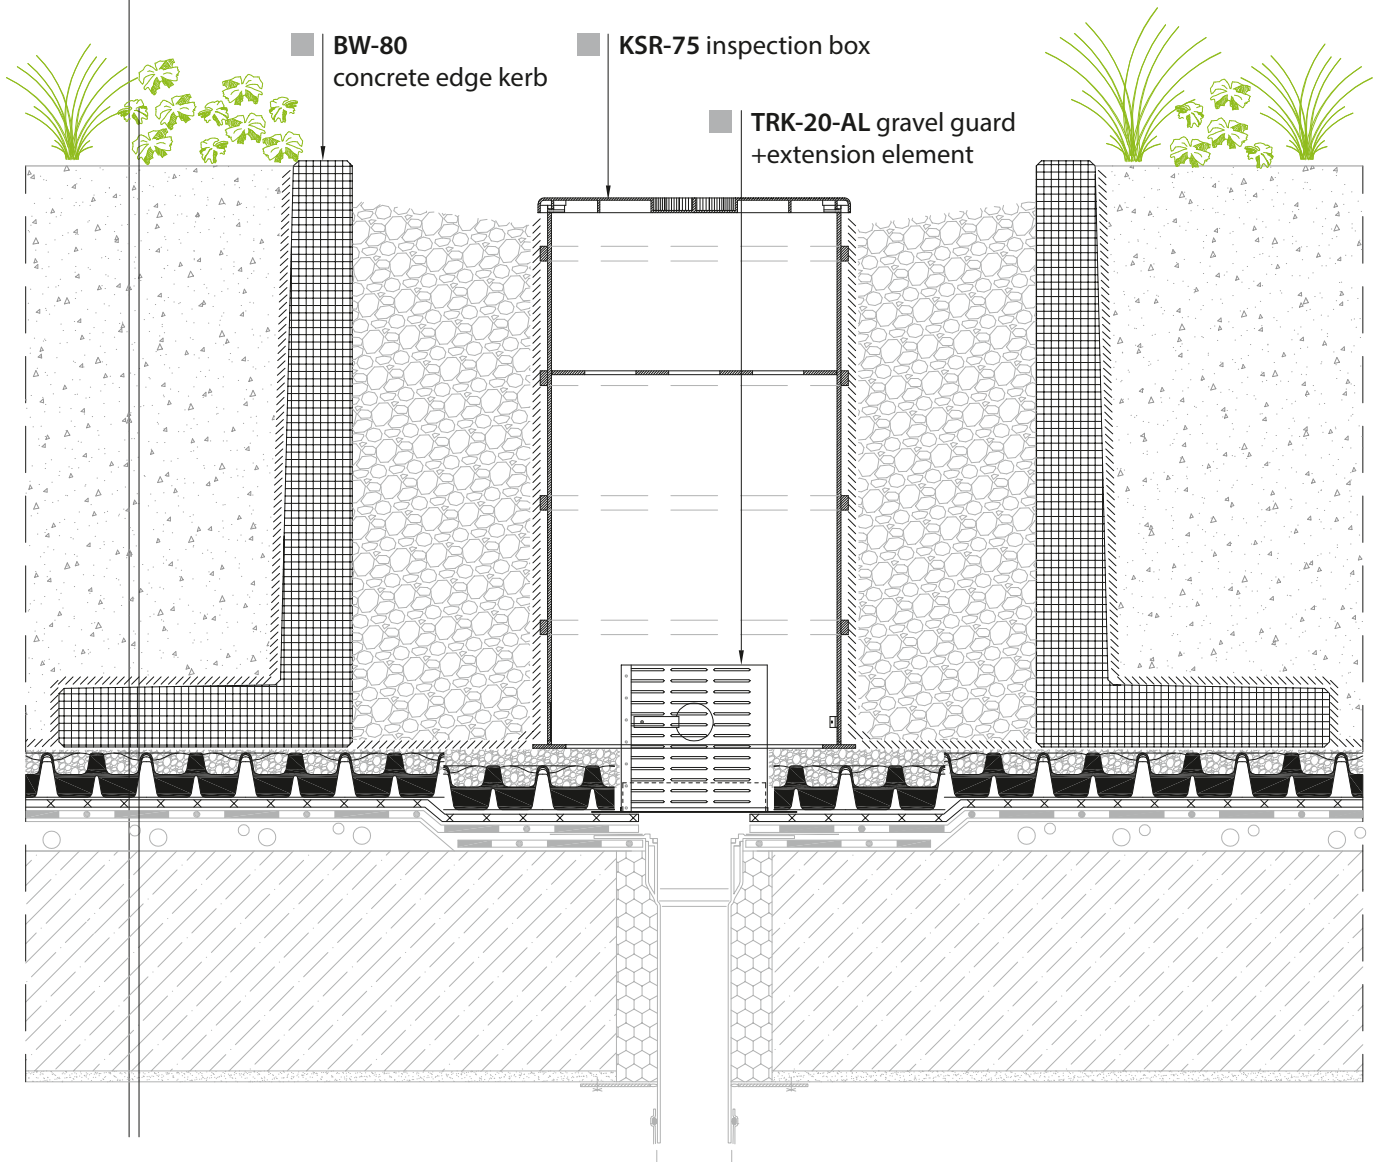 BW-80
concrete edge kerb
KSR-75 inspection box
TRK-20-AL gravel guard
+extension element